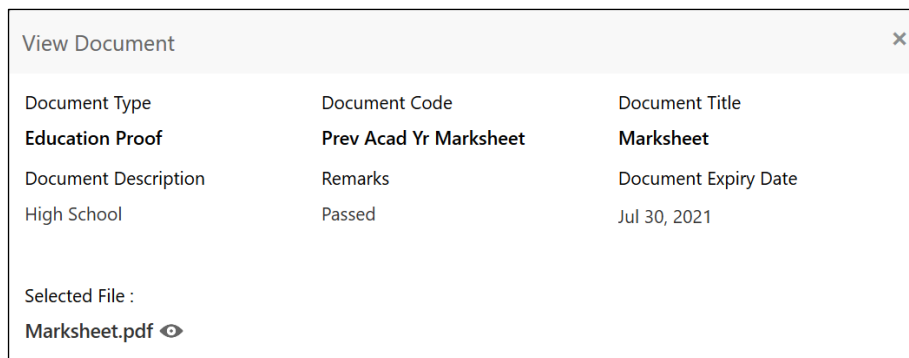 View Document
Document Type Document Code Document Title
Education Proof Prev Acad Yr Marksheet Marksheet
Document Description Remarks Document Expiry Date
High School Passed Jul 30, 2021
Selected File :
Marksheet.pdf